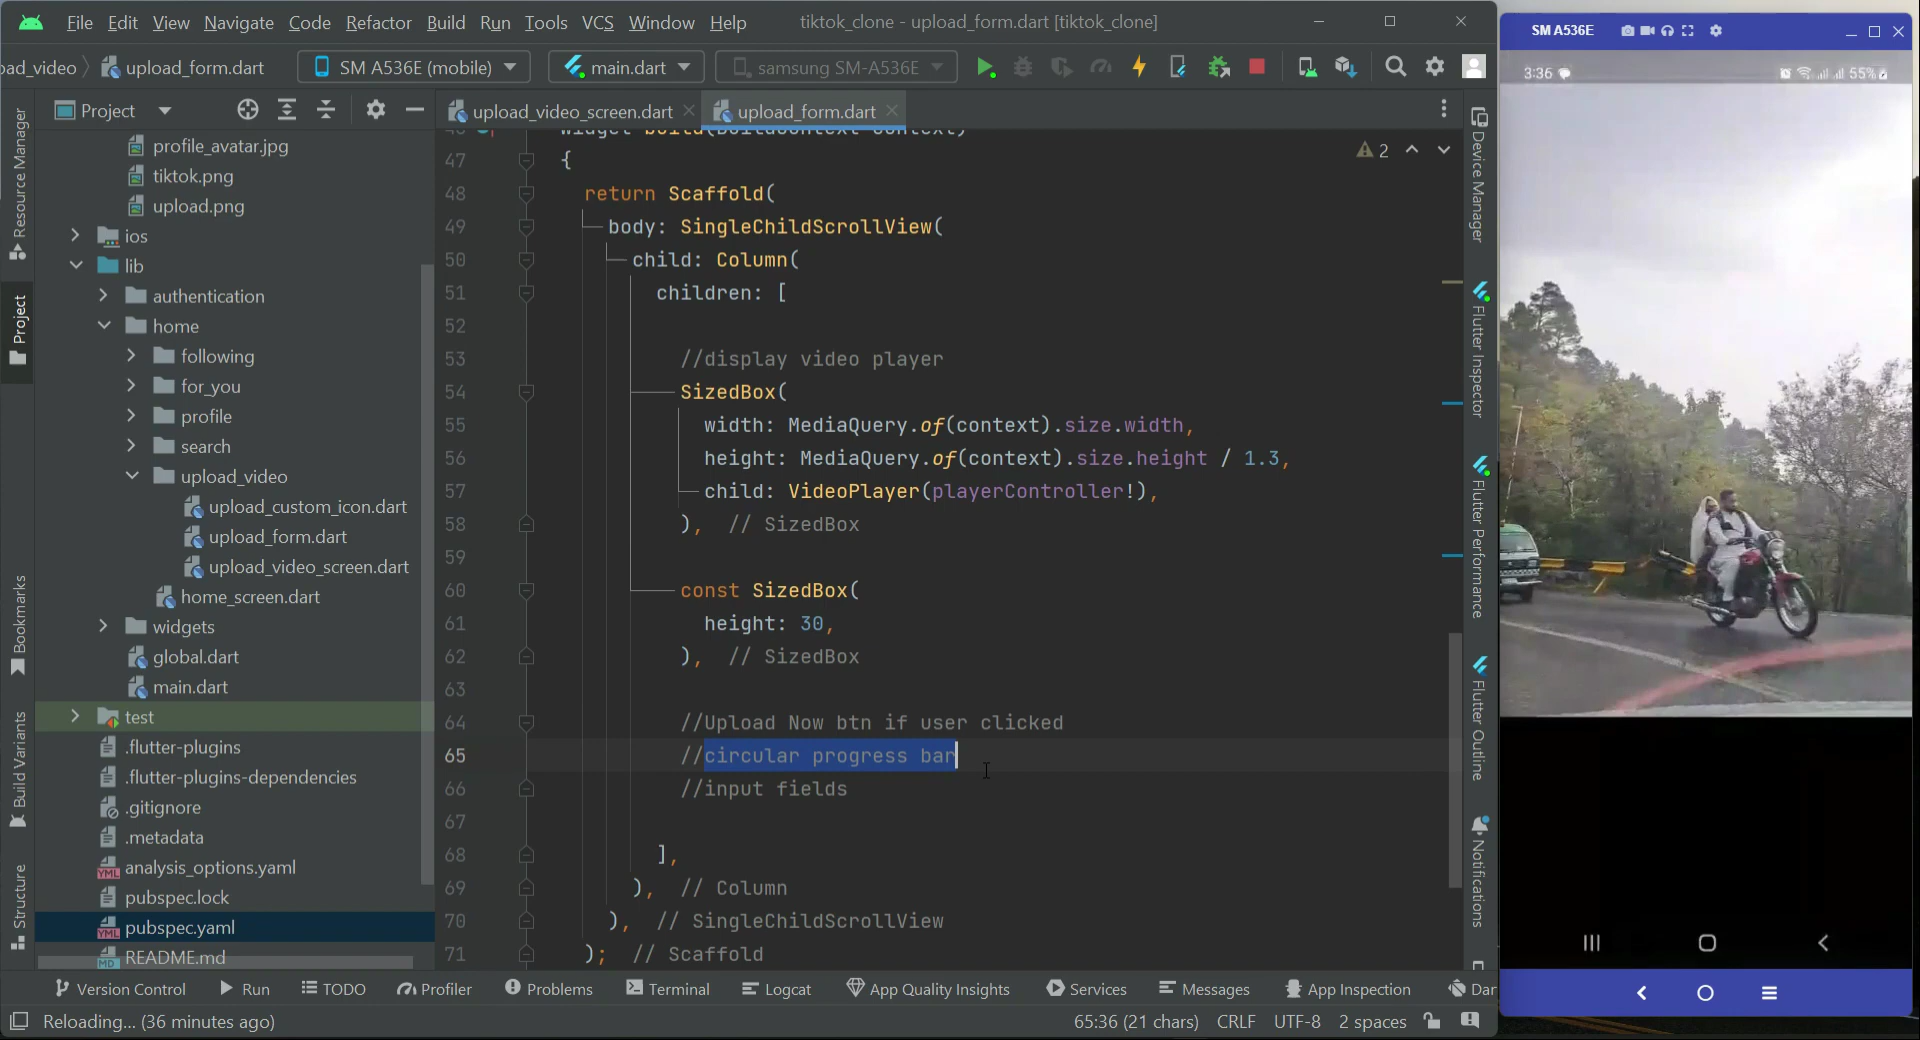 File Edit View Navigate Code Refactor Build Run Tools VCS Window Help tiktok_clone - upload_form.dart [tiktok_clone]
upload_form.dart SM A536E (mobile) main.dart samsung SM-A536E
Project
upload_video_screen.dart upload_form.dart
Resource Manager
Project
Bookmarks
Build Variants
Structure
profile_avatar.jpg
tiktok.png
upload.png
ios
lib
authentication
home
following
for_you
profile
search
upload_video
upload_custom_icon.dart
upload_form.dart
upload_video_screen.dart
home_screen.dart
widgets
global.dart
main.dart
test
.flutter-plugins
.flutter-plugins-dependencies
.gitignore
.metadata
analysis_options.yaml
pubspec.lock
pubspec.yaml
README.md
2
47 {
48 return Scaffold(
49 body: SingleChildScrollView(
50 child: Column(
51 children: [
52
53 //display video player
54 SizedBox(
55 width: MediaQuery.of(context).size.width,
56 height: MediaQuery.of(context).size.height / 1.3,
57 child: VideoPlayer(playerController!),
58 ), // SizedBox
59
60 const SizedBox(
61 height: 30,
62 ), // SizedBox
63
64 //Upload Now btn if user clicked
65 //circular progress bar
66 //input fields
67
68 ],
69 ), // Column
70 ), // SingleChildScrollView
71 ); // Scaffold
Device Manager
Flutter Inspector
Flutter Performance
Flutter Outline
Notifications
Version Control Run TODO Profiler Problems Terminal Logcat App Quality Insights Services Messages App Inspection
Reloading... (36 minutes ago) 65:36 (21 chars) CRLF UTF-8 2 spaces
SM A536E
3:36 55%